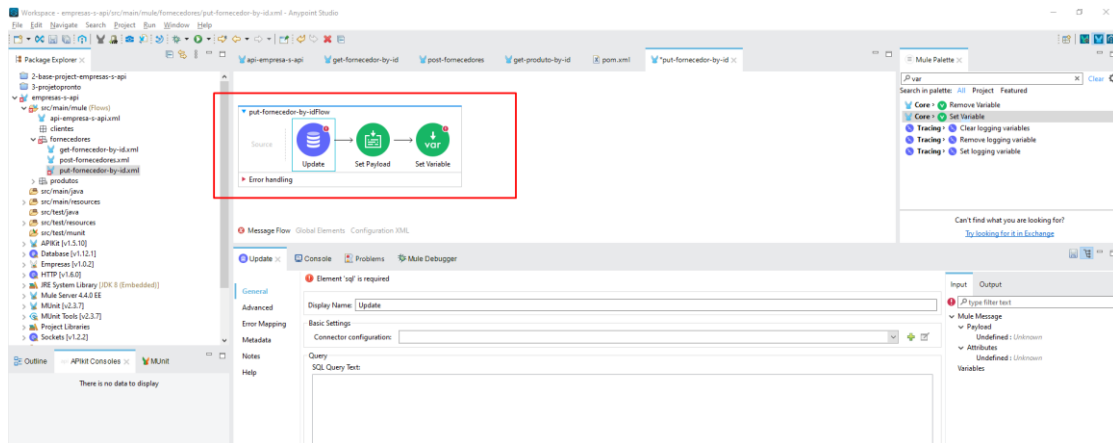 Workspace - empresas-s-api/src/main/mule/fornecedores/put-fornecedor-by-id.xml - Anypoint Studio
File Edit Navigate Search Project Run Window Help
Package Explorer
2-base-project-empresas-s-api
3-projetopronto
empresas-s-api
src/main/mule (Flows)
api-empresa-s-api.xml
clientes
fornecedores
get-fornecedor-by-id.xml
post-fornecedores.xml
put-fornecedor-by-id.xml
produtos
src/main/java
src/main/resources
src/test/java
src/test/resources
src/test/munit
APIKit [v1.5.10]
Database [v1.12.1]
Empresas [v1.0.2]
HTTP [v1.6.0]
JRE System Library [JDK 8 (Embedded)]
Mule Server 4.4.0 EE
MUnit [v2.3.7]
MUnit Tools [v2.3.7]
Project Libraries
Sockets [v1.2.2]
Outline APIkit Consoles MUnit
There is no data to display
api-empresa-s-api get-fornecedor-by-id post-fornecedores get-produto-by-id pom.xml *put-fornecedor-by-id
put-fornecedor-by-idFlow
Source
var
Update Set Payload Set Variable
Error handling
Message Flow Global Elements Configuration XML
Update Console Problems Mule Debugger
General
Advanced
Error Mapping
Metadata
Notes
Help
Element 'sql' is required
Display Name: Update
Basic Settings
Connector configuration:
Query
SQL Query Text:
Mule Palette
var Clear
Search in palette: All Project Featured
Core > Remove Variable
Core > Set Variable
Tracing > Clear logging variables
Tracing > Remove logging variable
Tracing > Set logging variable
Can't find what you are looking for?
Try looking for it in Exchange
Input Output
type filter text
Mule Message
Payload
Undefined : Unknown
Attributes
Undefined : Unknown
Variables